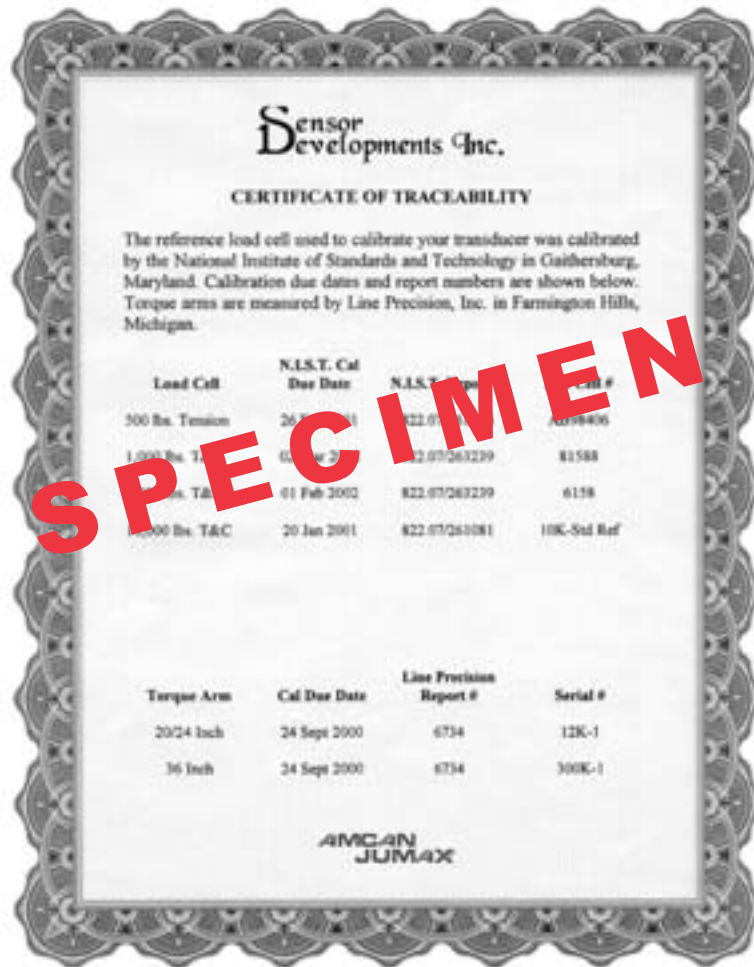 Sensor
Developments Inc.
CERTIFICATE OF TRACEABILITY
The reference load cell used to calibrate your transducer was calibrated
by the National Institute of Standards and Technology in Gaithersburg,
Maryland. Calibration due dates and report numbers are shown below.
Torque arms are measured by Line Precision, Inc. in Farmington Hills,
Michigan.
N.I.S.T. Cal
Load Cell Due Date N.I.S.T.
500 lbs. Tension 26
1,000 lbs. 822.07/263239 81588
01 Feb 2002 822.07/263239 6158
lbs. T&C 20 Jan 2001 822.07/261081 10K-Std Ref
SPECIMEN
Line Precision
Torque Arm Cal Due Date Report # Serial #
20/24 Inch 24 Sept 2000 6734 12K-1
36 Inch 24 Sept 2000 6734 300K-1
AMCAN
JUMAX